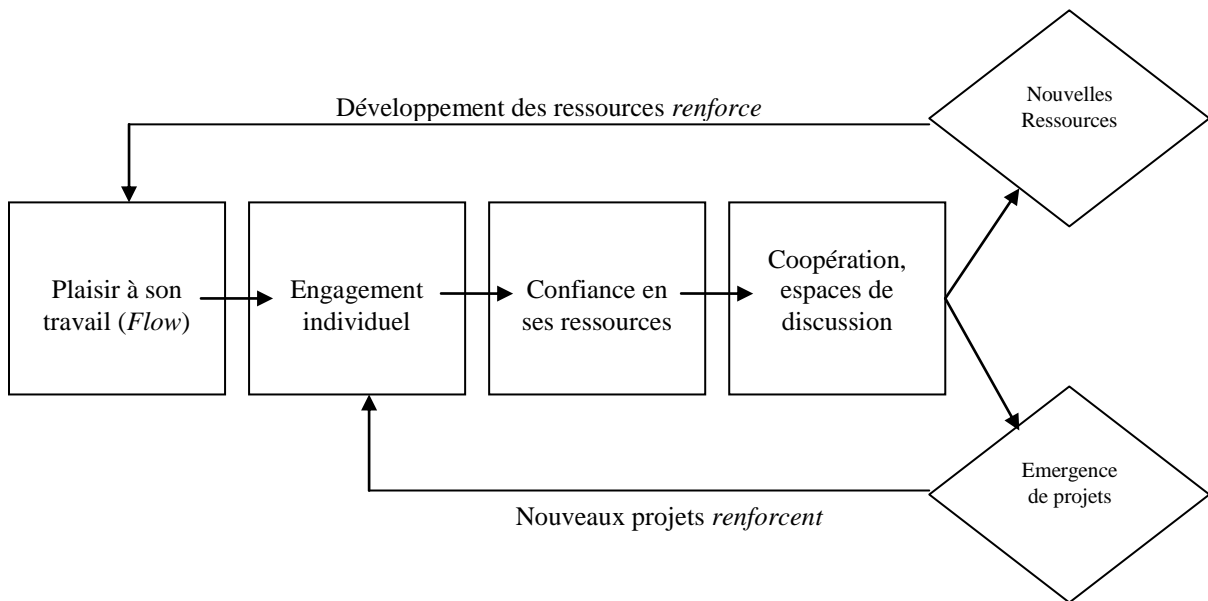 Nouvelles
Ressources
Développement des ressources renforce
Plaisir à son
travail (Flow)
Engagement
individuel
Confiance en
ses ressources
Coopération,
espaces de
discussion
Emergence
de projets
Nouveaux projets renforcent